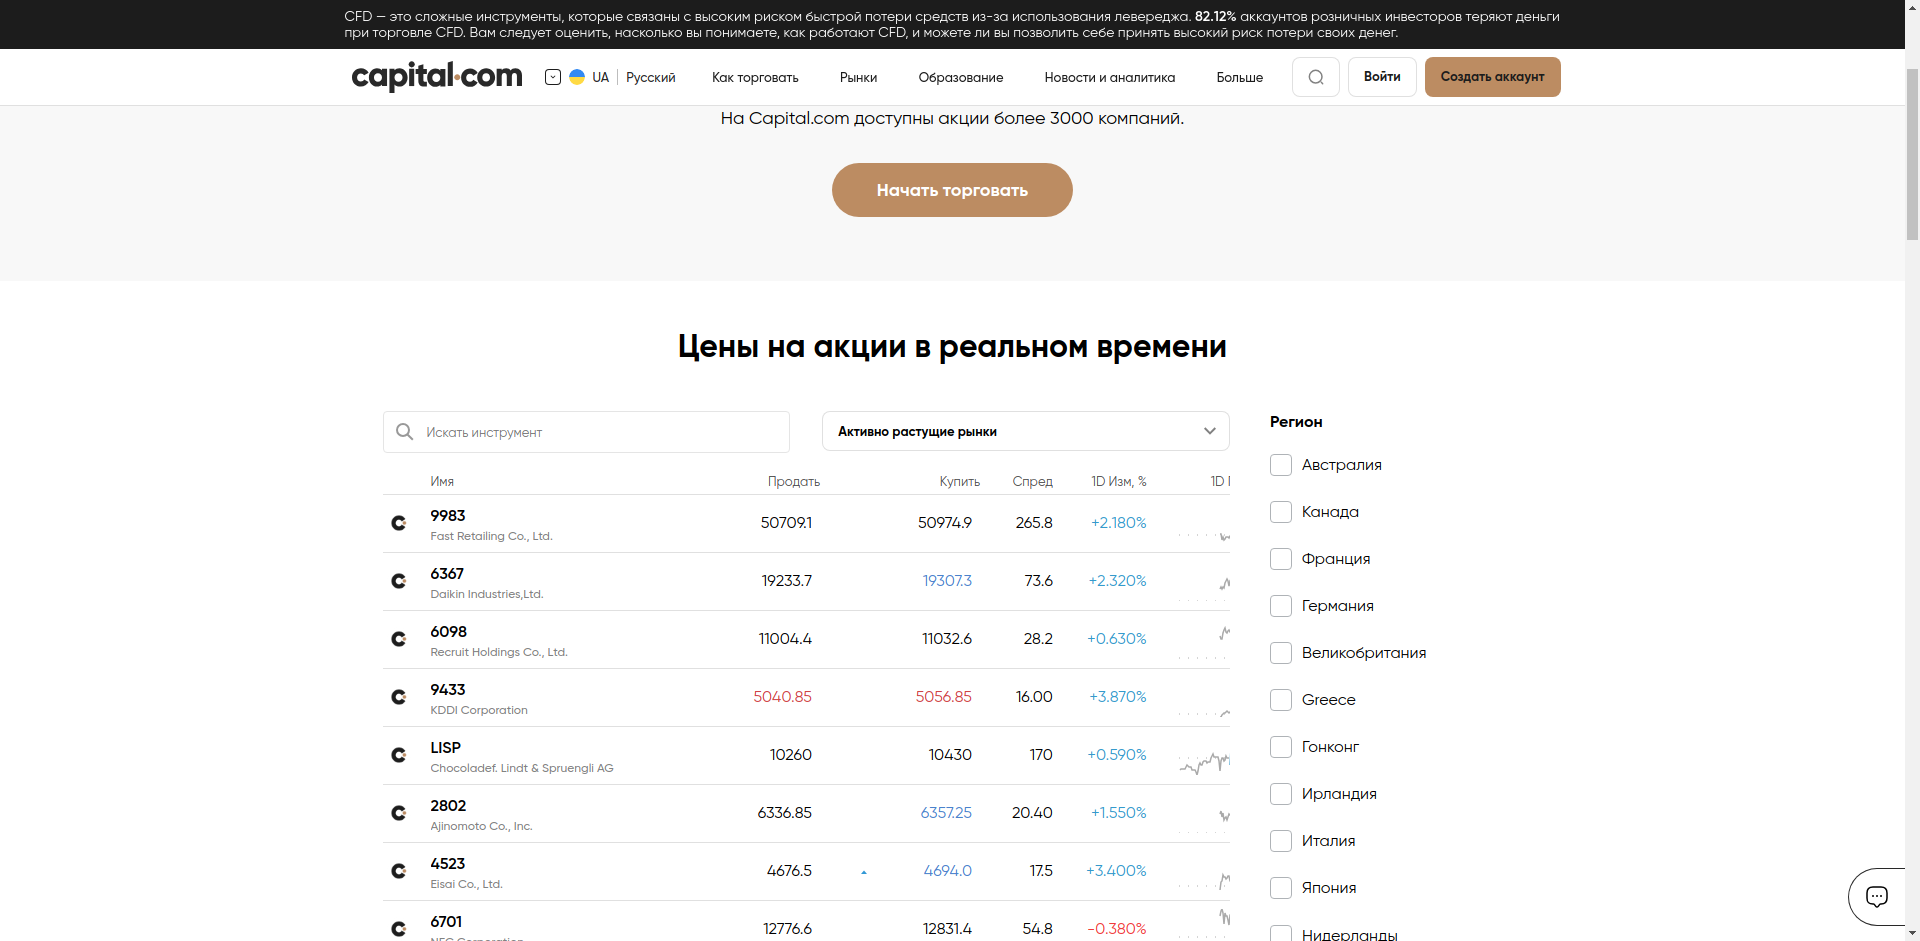 CFD — это сложные инструменты, которые связаны с высоким риском быстрой потери средств из-за использования левереджа. 82.12% аккаунтов розничных инвесторов теряют деньги
при торговле CFD. Вам следует оценить, насколько вы понимаете, как работают CFD, и можете ли вы позволить себе принять высокий риск потери своих денег.
capital.com UA Русский Как торговать Рынки Образование Новости и аналитика Больше Войти Создать аккаунт
На Capital.com доступны акции более 3000 компаний.
Начать торговать
Цены на акции в реальном времени
Искать инструмент Активно растущие рынки
Имя Продать Купить Спред 1D Изм, % 1D
9983 50709.1 50974.9 265.8 +2.180%
Fast Retailing Co., Ltd.
6367 19233.7 19307.3 73.6 +2.320%
Daikin Industries,Ltd.
6098 11004.4 11032.6 28.2 +0.630%
Recruit Holdings Co., Ltd.
9433 5040.85 5056.85 16.00 +3.870%
KDDI Corporation
LISP 10260 10430 170 +0.590%
Chocoladef. Lindt & Spruengli AG
2802 6336.85 6357.25 20.40 +1.550%
Ajinomoto Co., Inc.
4523 4676.5 4694.0 17.5 +3.400%
Eisai Co., Ltd.
6701 12776.6 12831.4 54.8 -0.380%
NEC Corporation
Регион
Австралия
Канада
Франция
Германия
Великобритания
Greece
Гонконг
Ирландия
Италия
Япония
Нидерланды